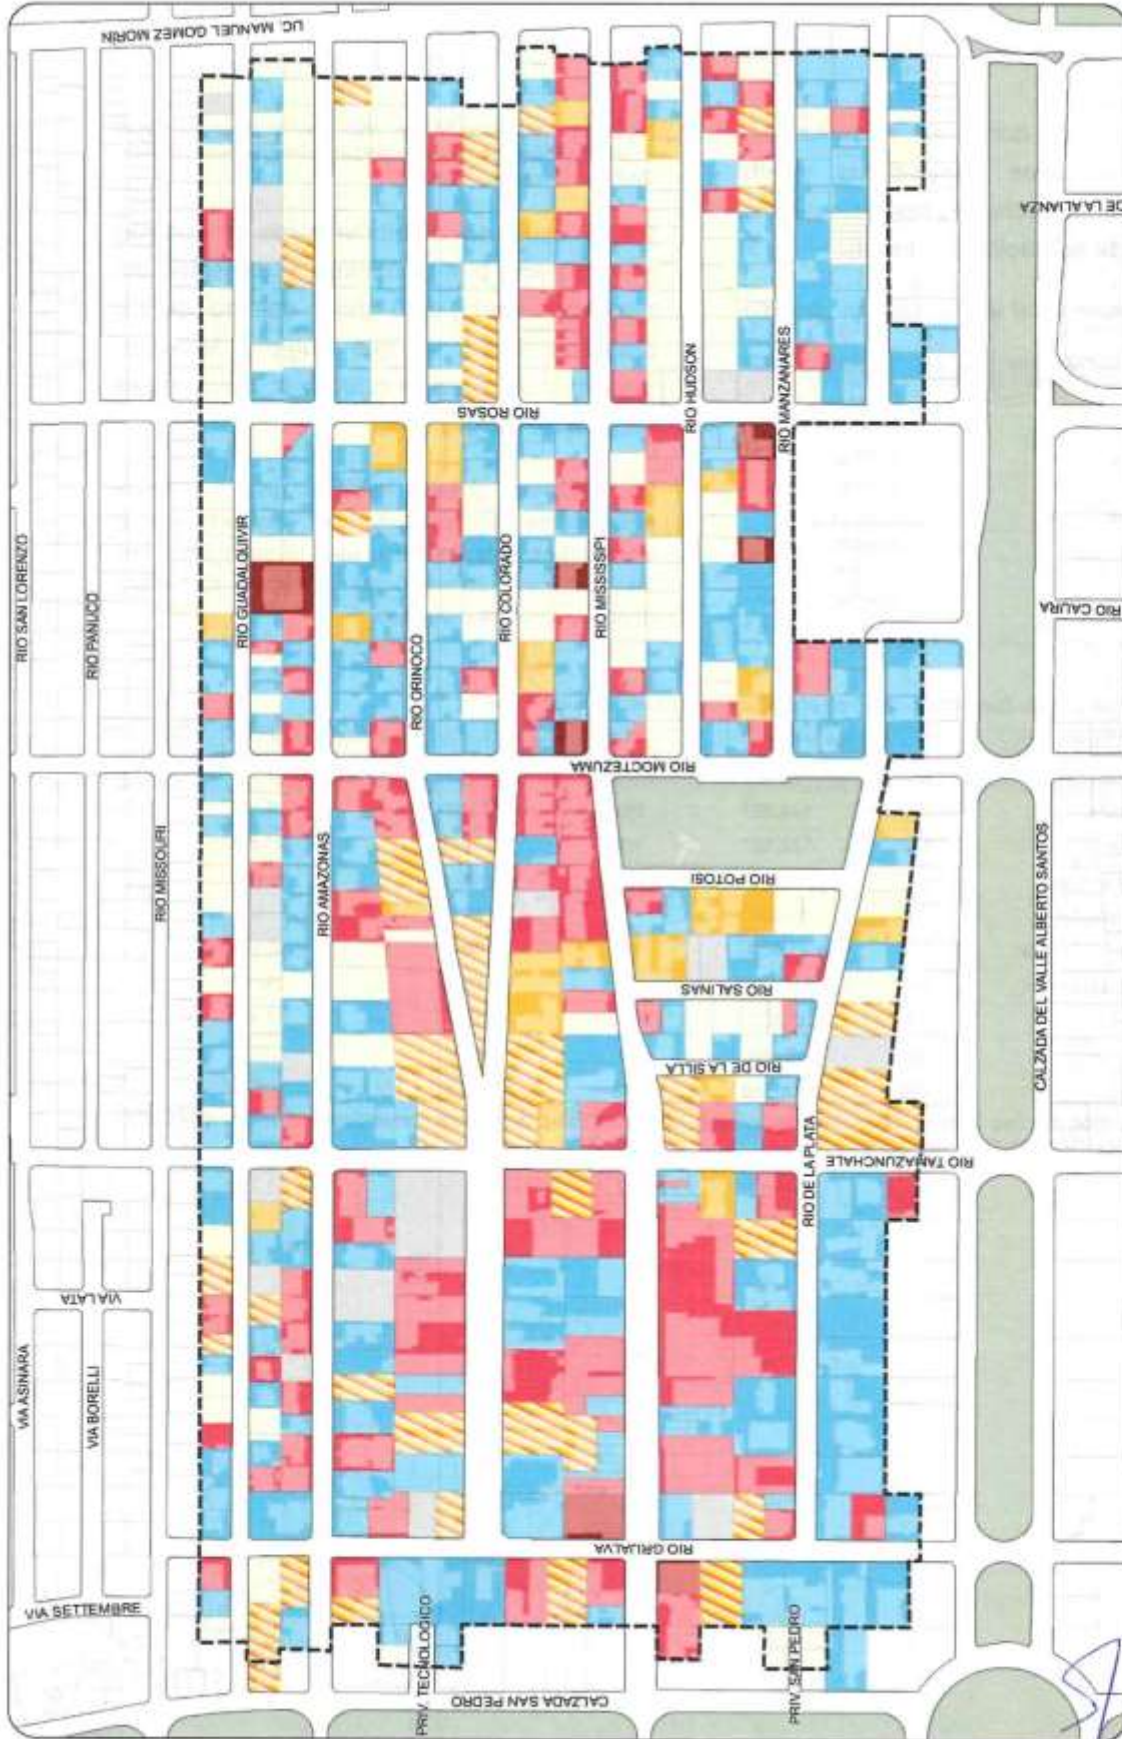 LIC. MANUEL GOMEZ MORIN
DE LA ALIANZA
RIO HUDSON
RIO MANZANARES
RIO ROSAS
RIO SAN LORENZO
RIO PANUCO
RIO GUADALQUIVIR
RIO ORINOCO
RIO COLORADO
RIO MISSISSIPI
RIO CAURA
RIO MOCTEZUMA
RIO MISSOURI
RIO AMAZONAS
RIO POTOSI
RIO SALINAS
RIO DE LA SILLA
CALZADA DEL VALLE ALBERTO SANTOS
RIO DE LA PLATA
RIO TAMAZUNCHALE
VIA LATA
VIA ASINARA
VIA BORELLI
RIO GRIJALVA
VIA SETTEMBRE
PRIV. TECNOLOGICO
PRIV. SAN PEDRO
CALZADA SAN PEDRO